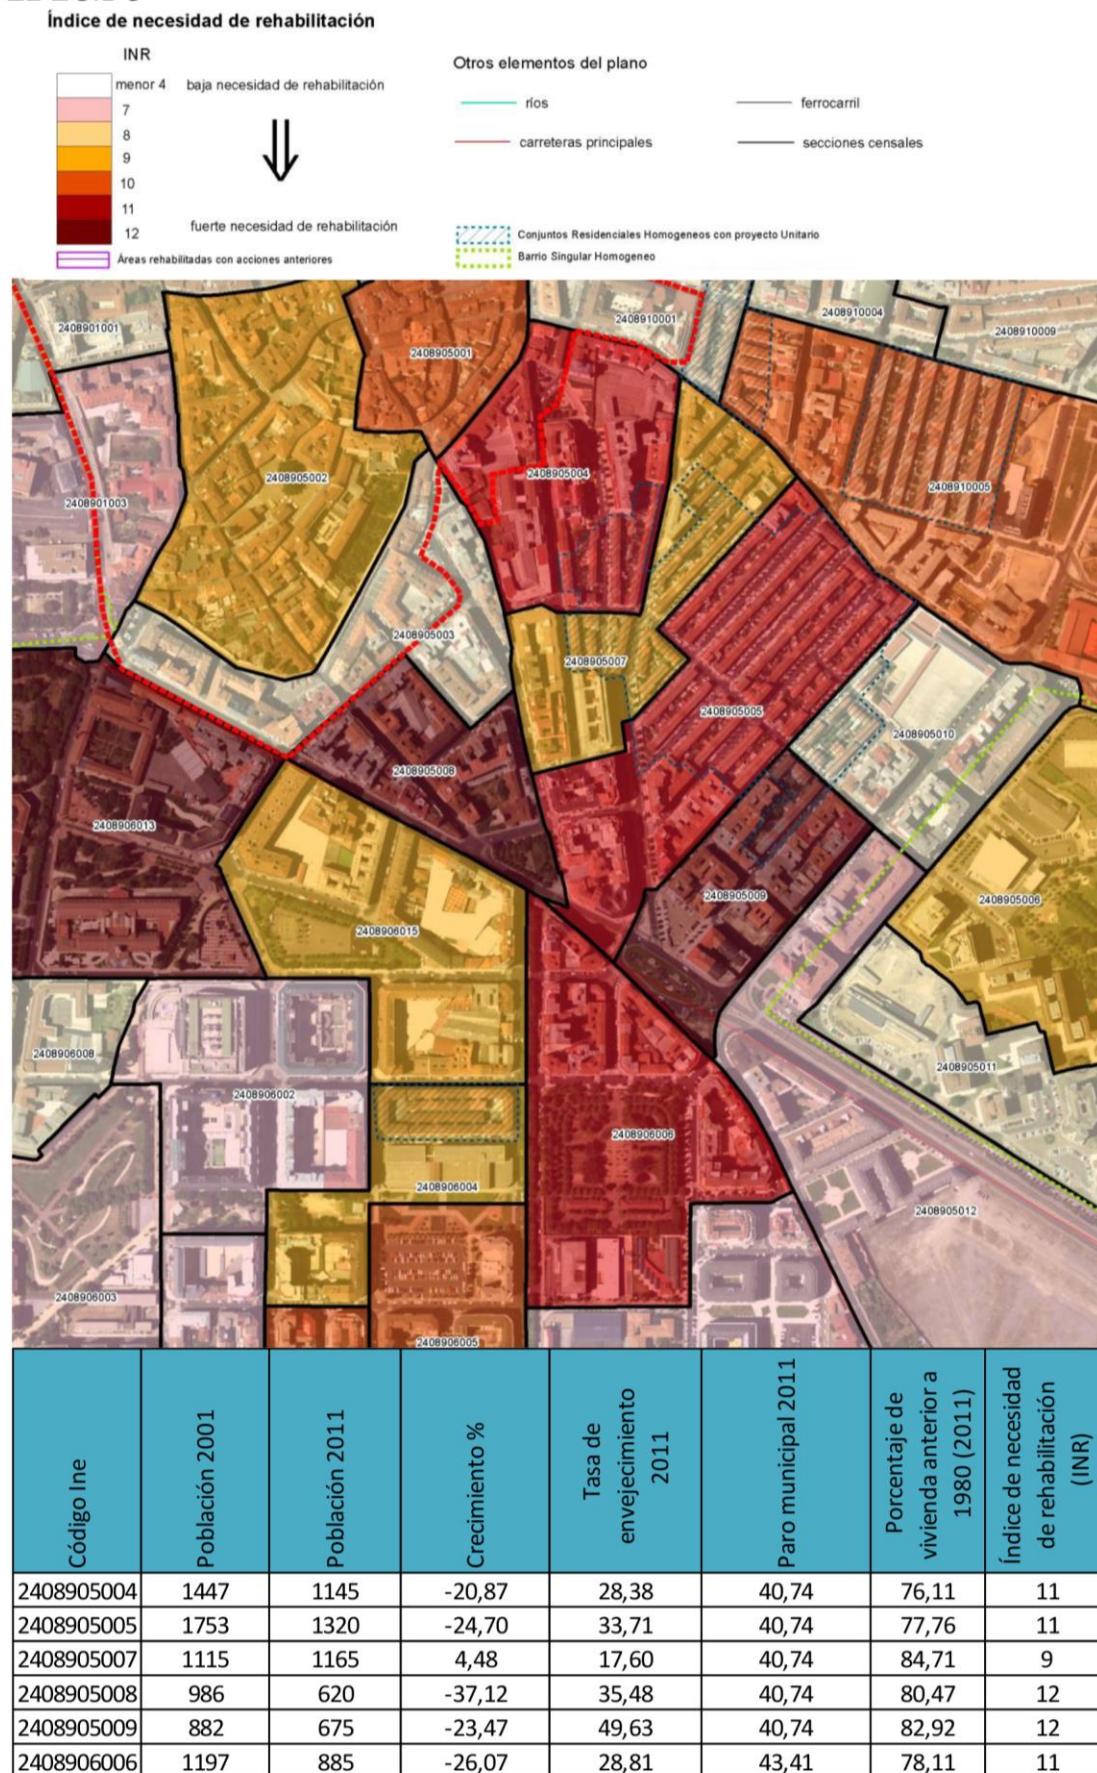 Índice de necesidad de rehabilitación
INR
menor 4 baja necesidad de rehabilitación
7
8
9
10
11
12
fuerte necesidad de rehabilitación
Áreas rehabilitadas con acciones anteriores
Otros elementos del plano
ríos
ferrocarril
carreteras principales
secciones censales
Conjuntos Residenciales Homogeneos con proyecto Unitario
Barrio Singular Homogeneo
2408901001
2408905001
2408910001
2408910004
2408910009
2408901003
2408905002
2408905004
2408910005
2408905003
2408905007
2408905005
2408905010
2408905008
2408906013
2408905009
2408905006
2408906015
2408906008
2408906002
2408905011
2408906006
2408906004
2408905012
2408906003
2408906005
Código Ine Población 2001 Población 2011 Crecimiento % Tasa de envejecimiento 2011 Paro municipal 2011 Porcentaje de vivienda anterior a 1980 (2011) Índice de necesidad de rehabilitación (INR)
2408905004 1447 1145 -20,87 28,38 40,74 76,11 11
2408905005 1753 1320 -24,70 33,71 40,74 77,76 11
2408905007 1115 1165 4,48 17,60 40,74 84,71 9
2408905008 986 620 -37,12 35,48 40,74 80,47 12
2408905009 882 675 -23,47 49,63 40,74 82,92 12
2408906006 1197 885 -26,07 28,81 43,41 78,11 11